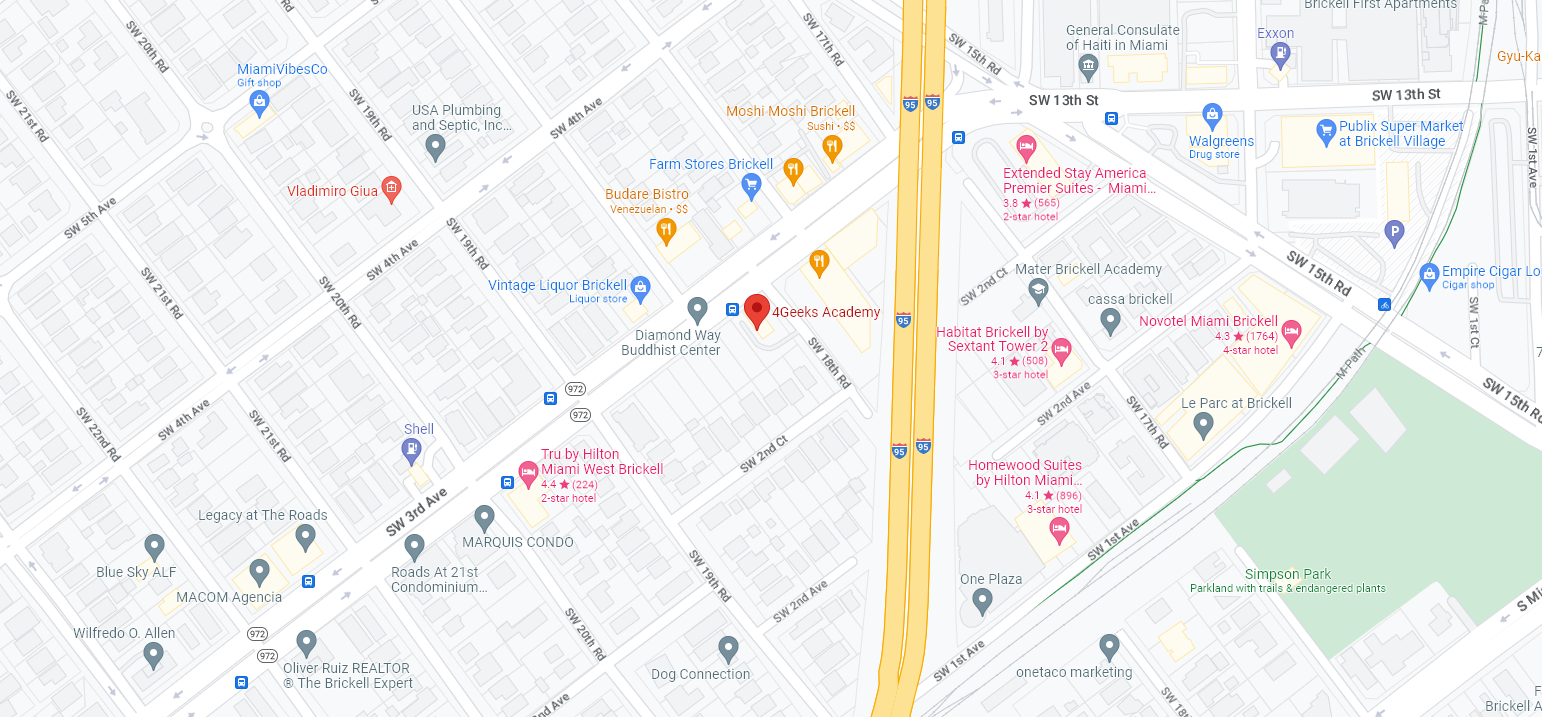 Brickell First Apartments
M-Pa
SW 20th Rd
SW 17th Rd
General Consulate
of Haiti in Miami
Exxon
SW 15th Rd
Gyu-Ka
MiamiVibesCo
Gift shop
SW 21st Rd
SW 19th Rd
USA Plumbing
and Septic, Inc...
SW 4th Ave
Moshi Moshi Brickell
Sushi • $$
95
95
SW 13th St
SW 13th St
Walgreens
Drug store
Publix Super Market
at Brickell Village
SW 1st Ave
Farm Stores Brickell
Extended Stay America
Premier Suites - Miami...
3.8 ★ (565)
2-star hotel
Vladimiro Giua
Budare Bistro
Venezuelan • $$
SW 5th Ave
SW 4th Ave
SW 19th Rd
P
SW 15th Rd
SW 21st Rd
SW 20th Rd
Vintage Liquor Brickell
Liquor store
SW 2nd Ct
Mater Brickell Academy
cassa brickell
Empire Cigar Lo
Cigar shop
SW 1st Ct
4Geeks Academy
Diamond Way
Buddhist Center
95
Habitat Brickell by
Sextant Tower 2
4.1 ★ (508)
3-star hotel
Novotel Miami Brickell
4.3 ★ (1764)
4-star hotel
7
SW 18th Rd
M-Path
972
972
SW 2nd Ave
SW 17th Rd
Le Parc at Brickell
SW 15th Rd
SW 22nd Rd
SW 4th Ave
SW 21st Rd
Shell
Tru by Hilton
Miami West Brickell
4.4 ★ (224)
2-star hotel
SW 2nd Ct
95
95
Homewood Suites
by Hilton Miami...
4.1 ★ (896)
3-star hotel
SW 3rd Ave
Legacy at The Roads
MARQUIS CONDO
SW 1st Ave
Blue Sky ALF
MACOM Agencia
Roads At 21st
Condominium...
SW 19th Rd
SW 2nd Ave
One Plaza
Simpson Park
Parkland with trails & endangered plants
S Mi
Wilfredo O. Allen
972
972
Oliver Ruiz REALTOR
® The Brickell Expert
SW 20th Rd
Dog Connection
SW 1st Ave
onetaco marketing
SW 18
2nd Ave
F
Brickell A